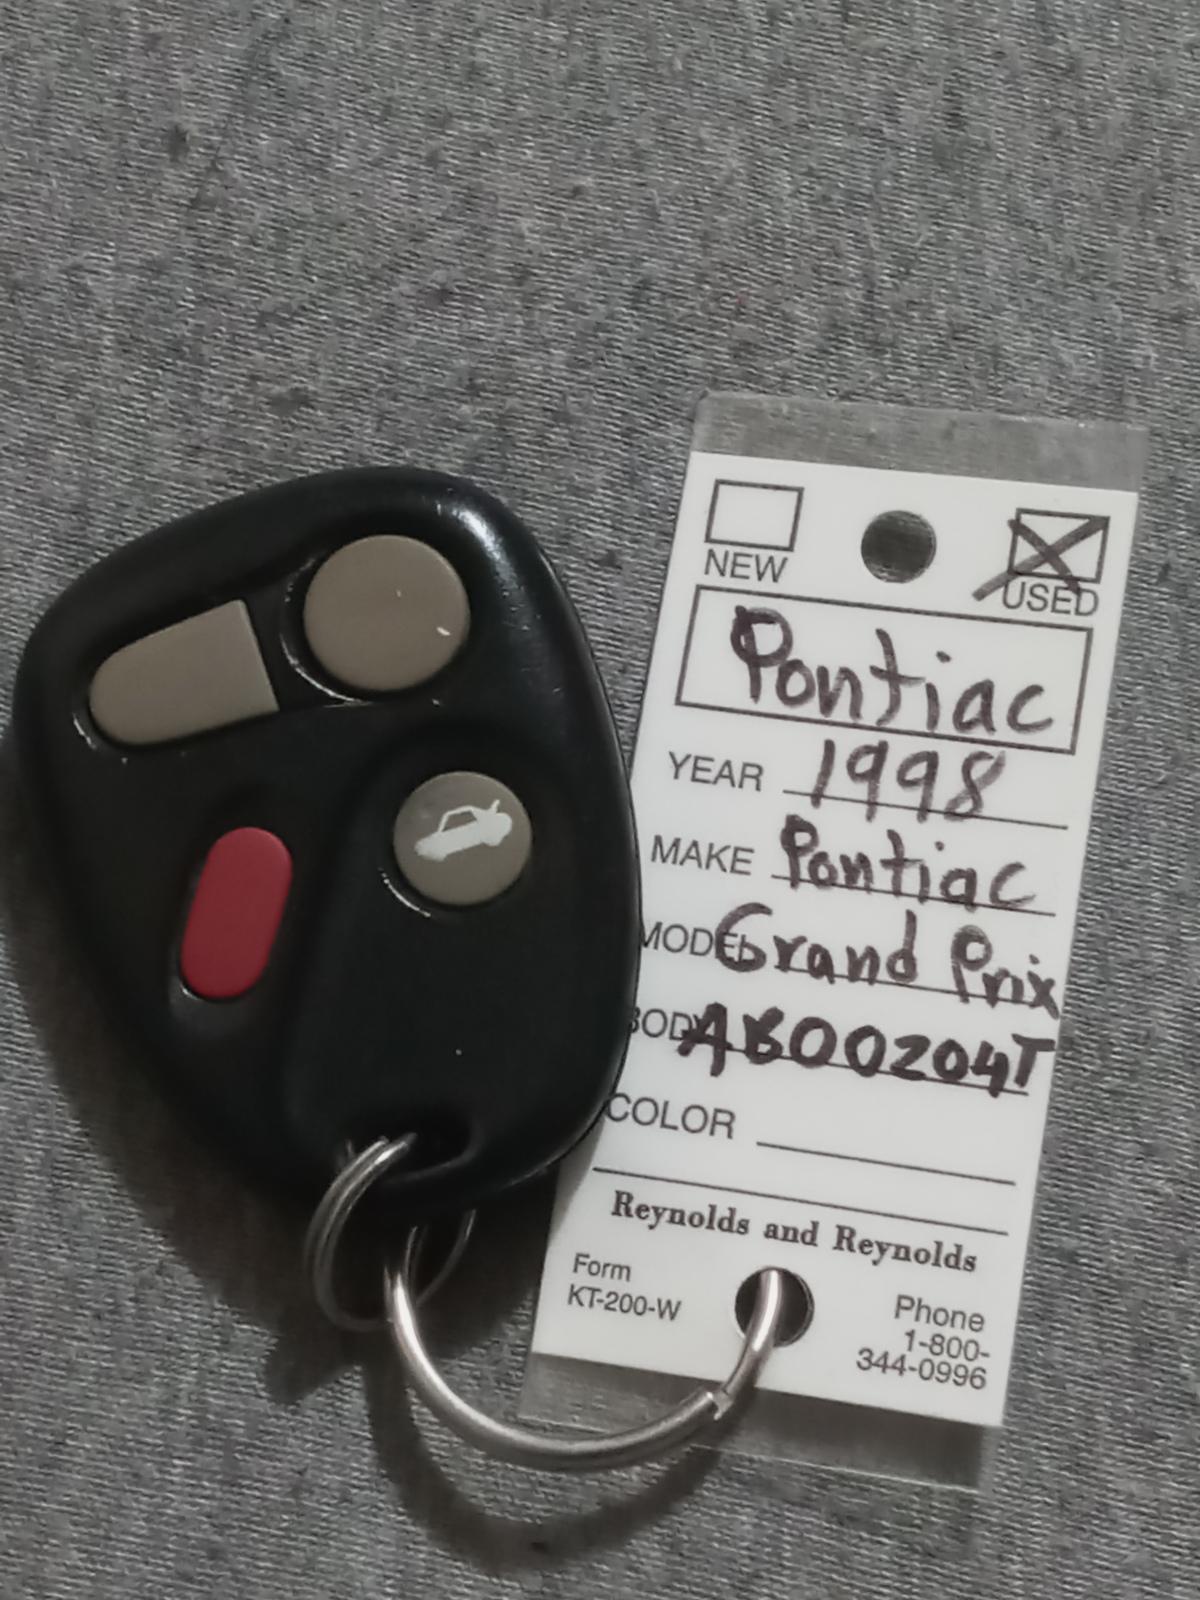 NEW
USED
Pontiac
YEAR 1998
MAKE Pontiac
MODEL Grand Prix
BODY ABO0204T
COLOR
Reynolds and Reynolds
Form
KT-200-W
Phone
1-800-
344-0996